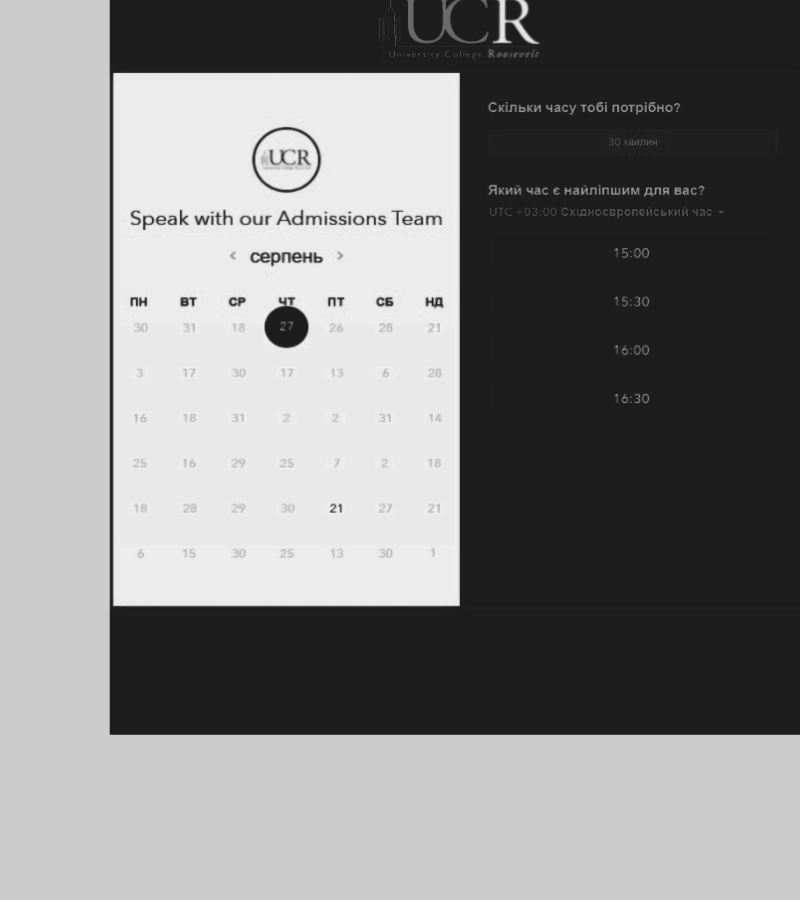 UCR
University College Roosevelt
UCR
Speak with our Admissions Team
< серпень >
ПН ВТ СР ЧТ ПТ СБ НД
30 31 18 27 26 28 21
3 17 30 17 13 6 28
16 18 31 2 2 31 14
25 16 29 25 7 2 18
18 28 29 30 21 27 21
6 15 30 25 13 30 1
Скільки часу тобі потрібно?
30 хвилин
Який час є найліпшим для вас?
UTC +03:00 Східноєвропейський час
15:00
15:30
16:00
16:30